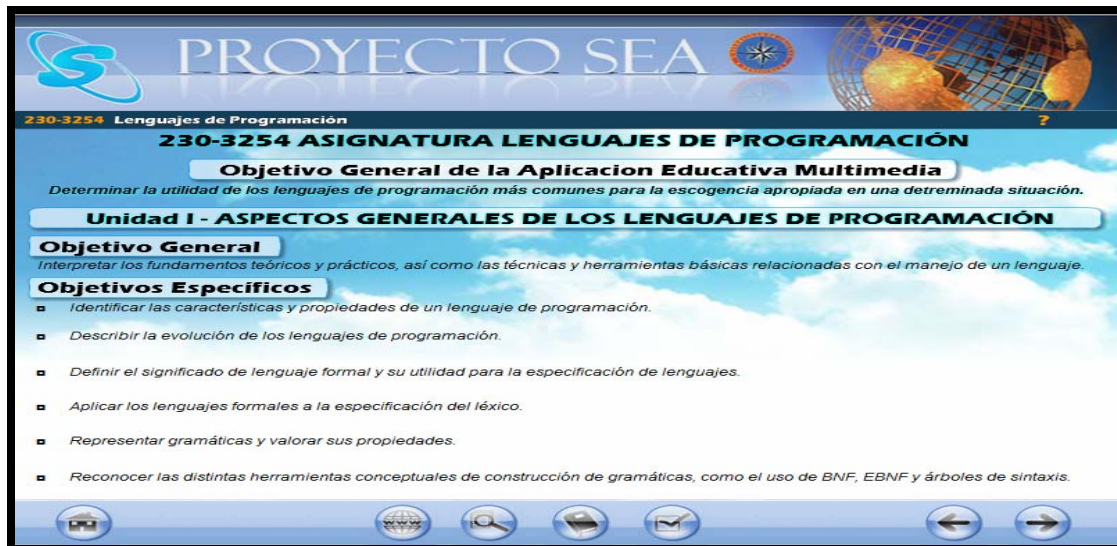 PROYECTO SEA
230-3254 Lenguajes de Programación
?
230-3254 ASIGNATURA LENGUAJES DE PROGRAMACIÓN
Objetivo General de la Aplicacion Educativa Multimedia
Determinar la utilidad de los lenguajes de programación más comunes para la escogencia apropiada en una detreminada situación.
Unidad I - ASPECTOS GENERALES DE LOS LENGUAJES DE PROGRAMACIÓN
Objetivo General
Interpretar los fundamentos teóricos y prácticos, así como las técnicas y herramientas básicas relacionadas con el manejo de un lenguaje.
Objetivos Específicos
Identificar las características y propiedades de un lenguaje de programación.
Describir la evolución de los lenguajes de programación.
Definir el significado de lenguaje formal y su utilidad para la especificación de lenguajes.
Aplicar los lenguajes formales a la especificación del léxico.
Representar gramáticas y valorar sus propiedades.
Reconocer las distintas herramientas conceptuales de construcción de gramáticas, como el uso de BNF, EBNF y árboles de sintaxis.
www